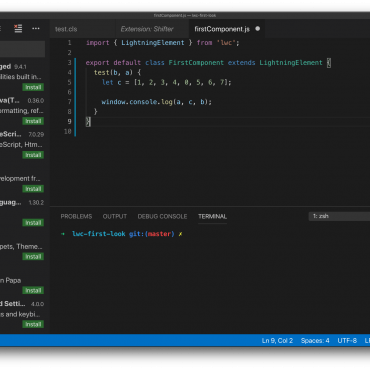 firstComponent.js — lwc-first-look
test.cls Extension: Shifter firstComponent.js
ged 9.4.1
ilities built in...
Install
va(T... 0.36.0
ormatting, ref...
Install
eScri... 7.0.29
eScript, Htm...
Install
velopment fr...
Install
guag... 1.30.2
Install
pets, Theme...
Install
n Papa
Install
d Setti... 4.0.0
ts and keybi...
Install
1 import { LightningElement } from 'lwc';
2
3 export default class FirstComponent extends LightningElement {
4 test(b, a) {
5 let c = [1, 2, 3, 4, 0, 5, 6, 7];
6
7 window.console.log(a, c, b);
8 }
9 }
10
PROBLEMS OUTPUT DEBUG CONSOLE TERMINAL 1: zsh
→ lwc-first-look git:(master) ✗
Ln 9, Col 2 Spaces: 4 UTF-8